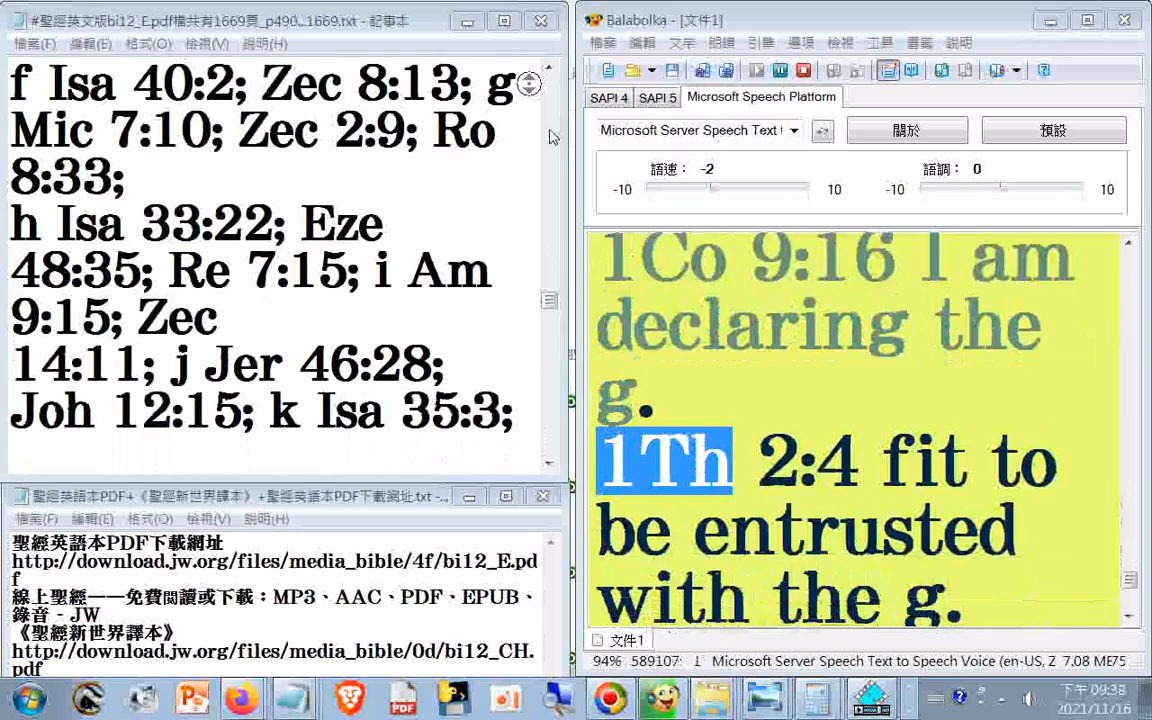 #聖經英文版bi12_E.pdf檔共有1669頁_p490...1669.txt - 記事本
檔案(F) 編輯(E) 格式(O) 檢視(V) 說明(H)
f Isa 40:2; Zec 8:13; g
Mic 7:10; Zec 2:9; Ro
8:33;
h Isa 33:22; Eze
48:35; Re 7:15; i Am
9:15; Zec
14:11; j Jer 46:28;
Joh 12:15; k Isa 35:3;
聖經英語本PDF+《聖經新世界譯本》+聖經英語本PDF下載網址.txt -...
檔案(F) 編輯(E) 格式(O) 檢視(V) 說明(H)
聖經英語本PDF下載網址
http://download.jw.org/files/media_bible/4f/bi12_E.pd
f
線上聖經——免費閱讀或下載：MP3、AAC、PDF、EPUB、
錄音 - JW
《聖經新世界譯本》
http://download.jw.org/files/media_bible/0d/bi12_CH.
pdf
Balabolka - [文件1]
檔案 編輯 文字 朗讀 引擎 選項 檢視 工具 書籤 說明
SAPI 4 SAPI 5 Microsoft Speech Platform
Microsoft Server Speech Text 關於 預設
語速： -2 語調： 0
-10 10 -10 10
1Co 9:16 I am
declaring the
g.
1Th 2:4 fit to
be entrusted
with the g.
文件1
94% 589107: Microsoft Server Speech Text to Speech Voice (en-US, Z 7.08 ME75
PDF
下午 09:38
2021/11/16